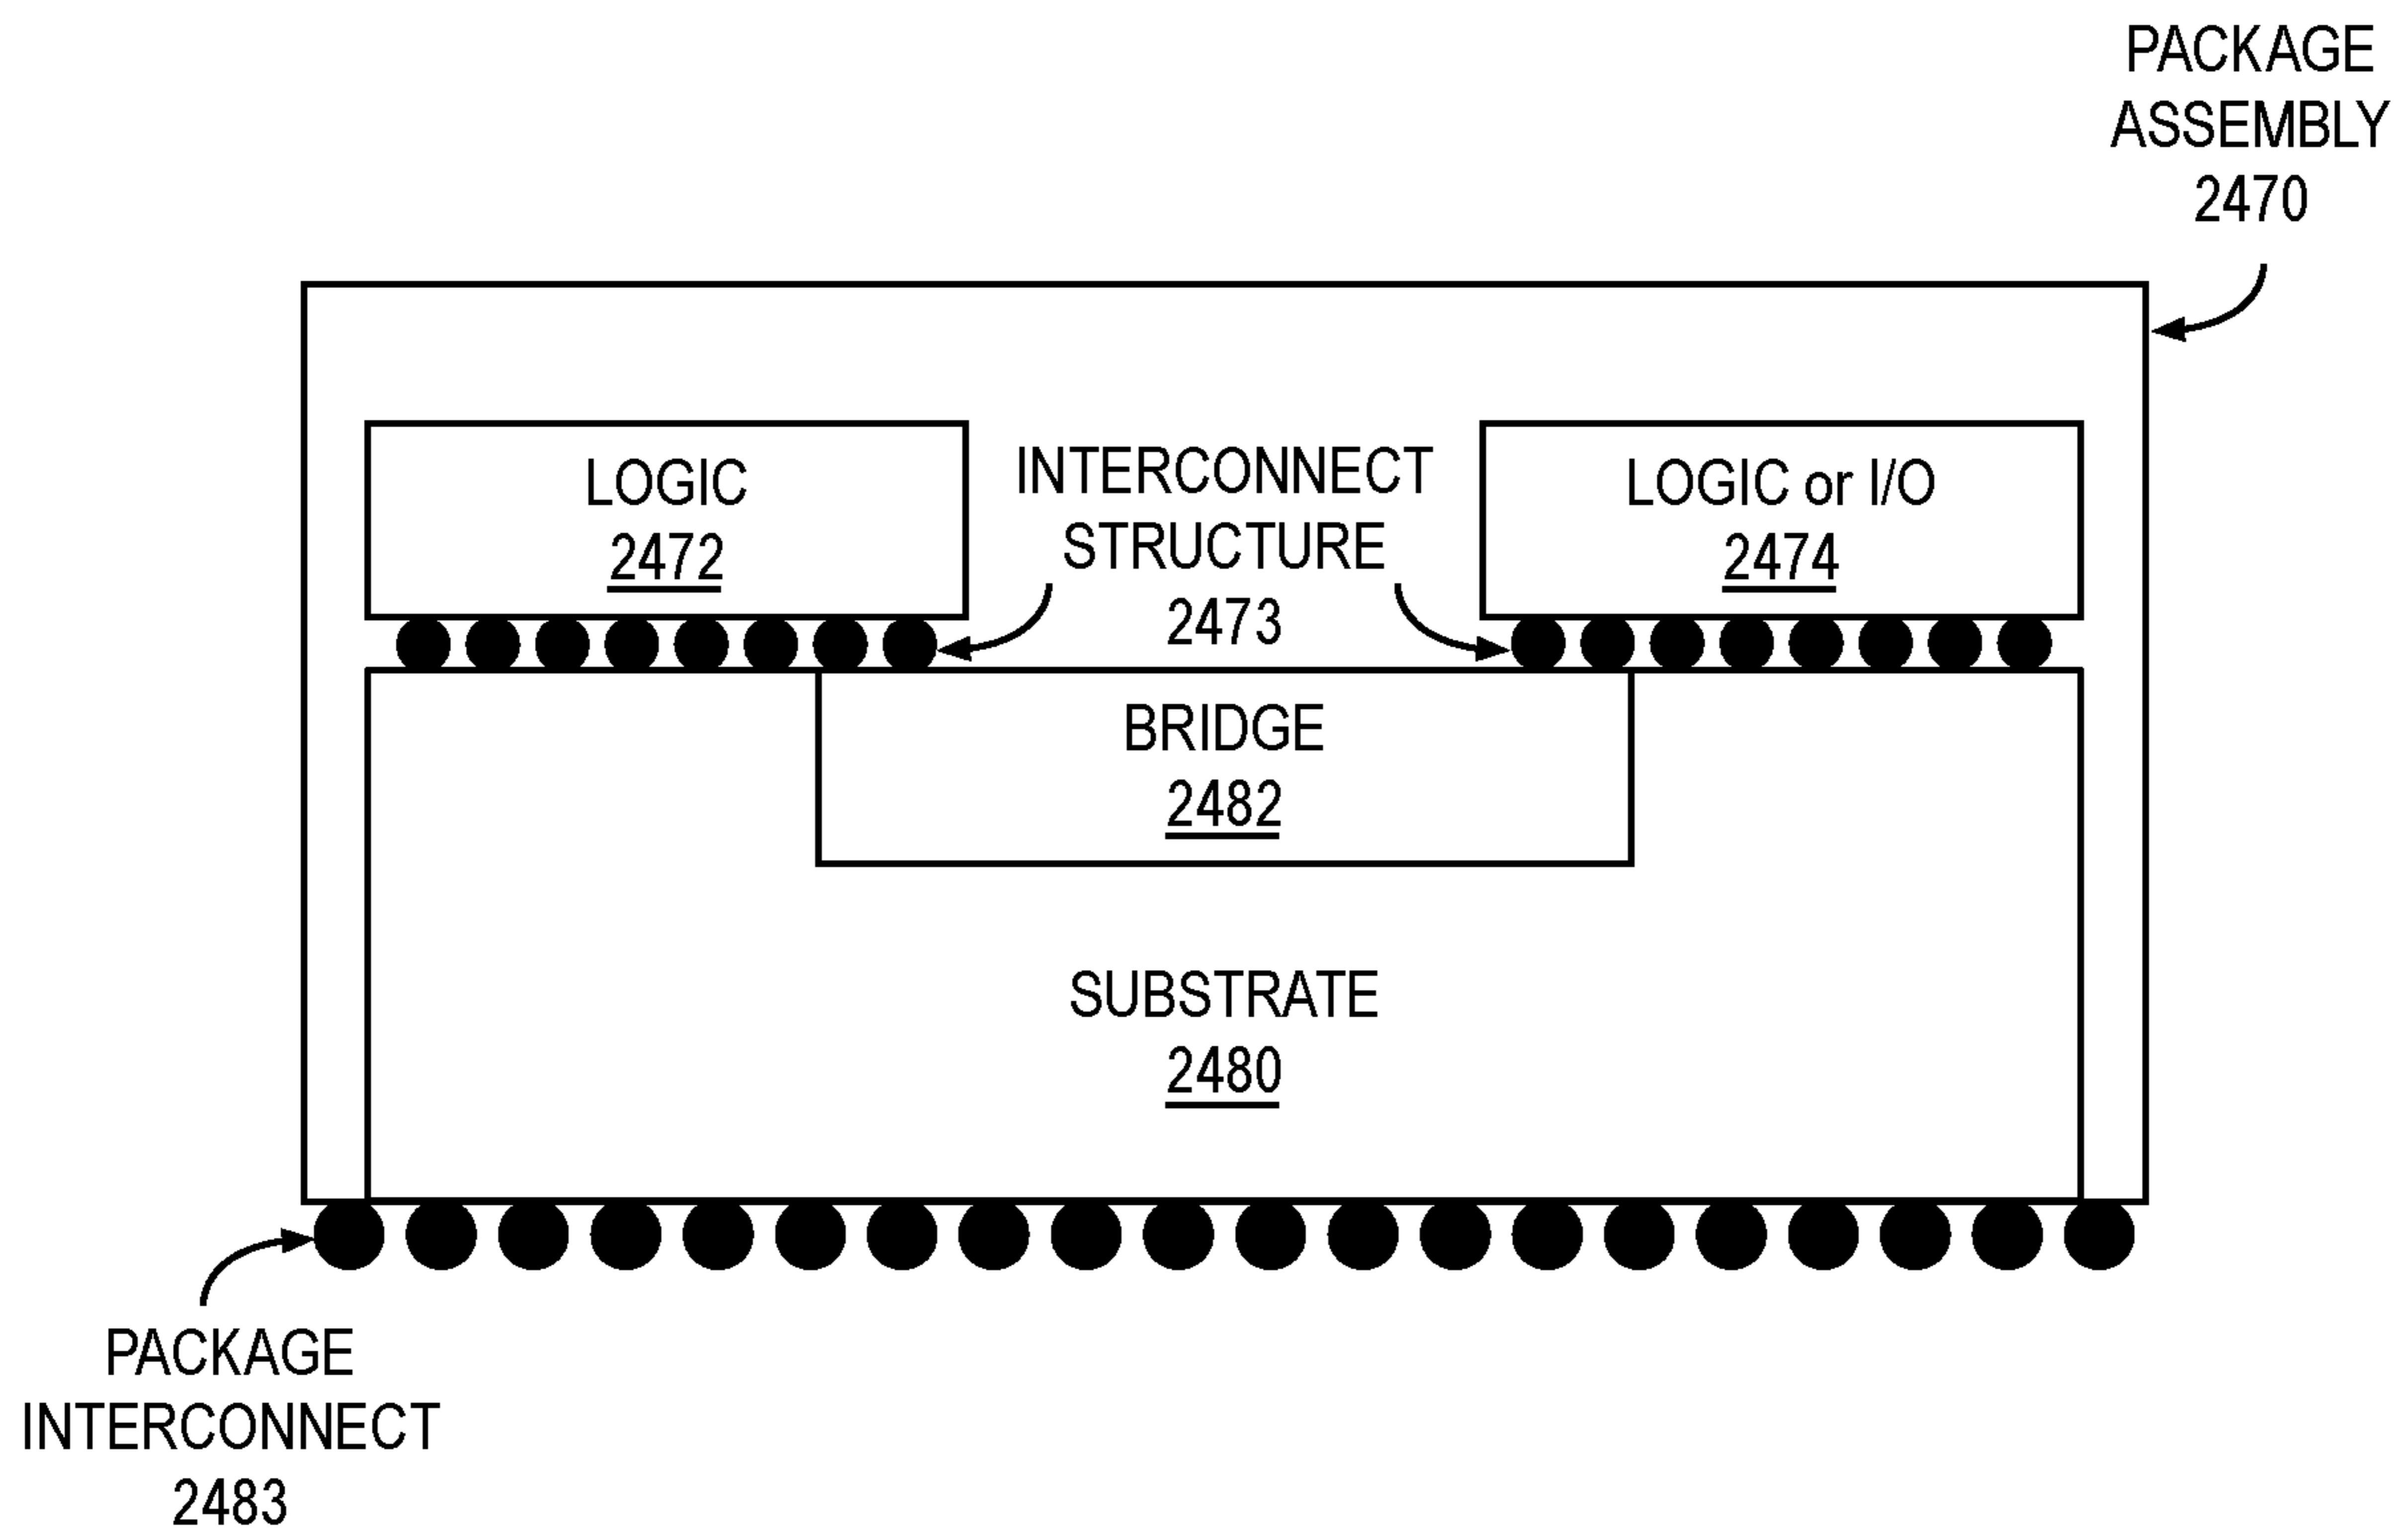 PACKAGE
ASSEMBLY
2470
LOGIC
2472
INTERCONNECT
STRUCTURE
2473
LOGIC or I/O
2474
BRIDGE
2482
SUBSTRATE
2480
PACKAGE
INTERCONNECT
2483